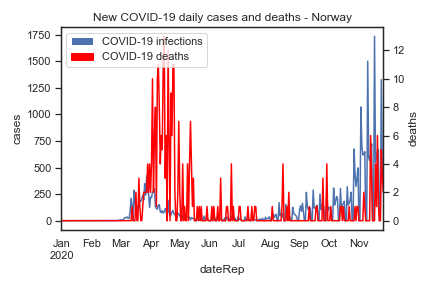 New COVID-19 daily cases and deaths - Norway
COVID-19 infections
COVID-19 deaths
1750
1500
1250
1000
750
500
250
0
cases
12
10
8
6
4
2
0
deaths
Jan Feb Mar Apr May Jun Jul Aug Sep Oct Nov
2020
dateRep